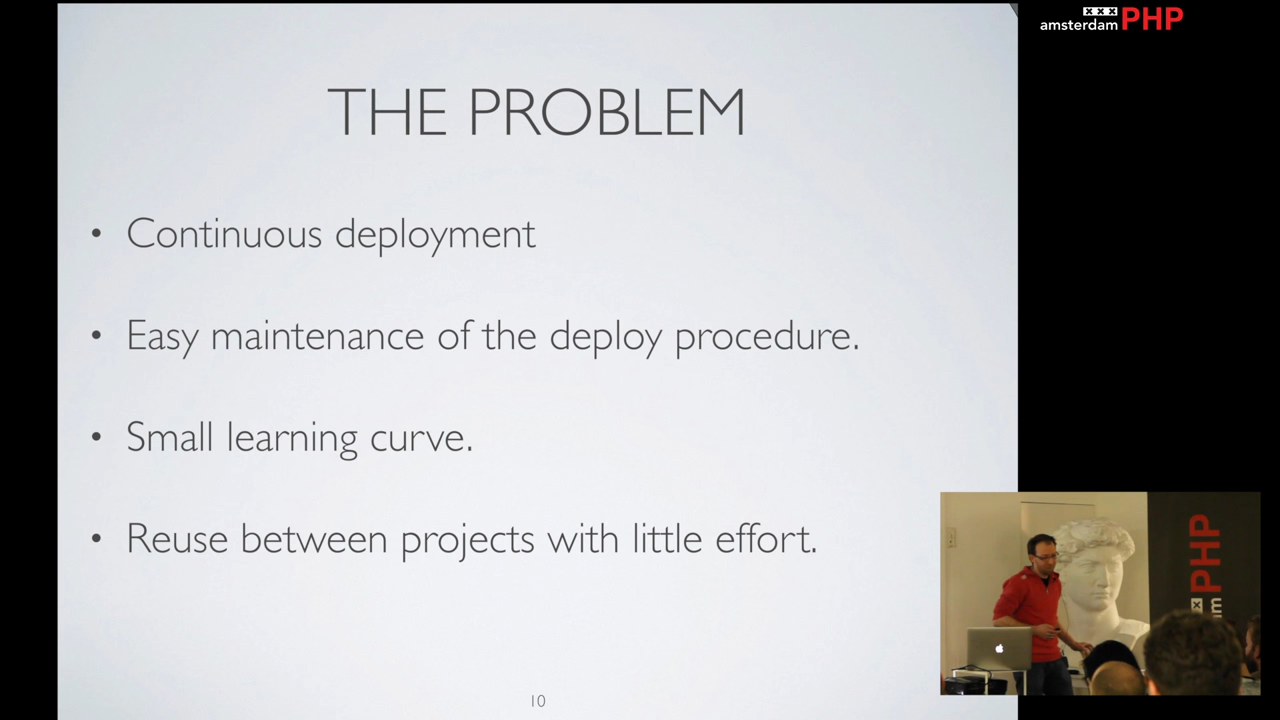 amsterdam PHP
THE PROBLEM
• Continuous deployment
• Easy maintenance of the deploy procedure.
• Small learning curve.
• Reuse between projects with little effort.
10
PHP